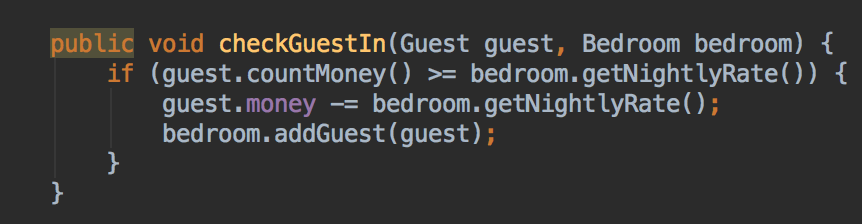 public void checkGuestIn(Guest guest, Bedroom bedroom) {
    if (guest.countMoney() >= bedroom.getNightlyRate()) {
        guest.money -= bedroom.getNightlyRate();
        bedroom.addGuest(guest);
    }
}